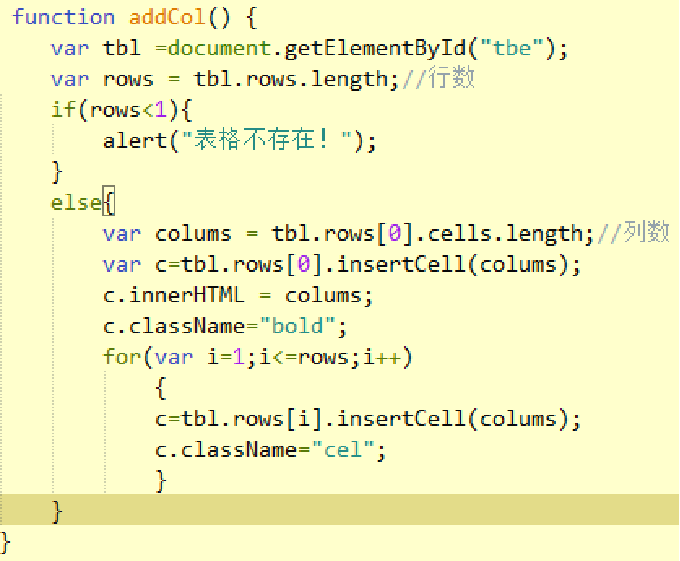 function addCol() {
var tbl =document.getElementById("tbe");
var rows = tbl.rows.length;//行数
if(rows<1){
alert("表格不存在! ");
}
else{
var colums = tbl.rows[0].cells.length;//列数
var c=tbl.rows[0].insertCell(colums);
c.innerHTML = colums;
c.className="bold";
for(var i=1;i<=rows;i++)
{
c=tbl.rows[i].insertCell(colums);
c.className="cel";
}
}
}